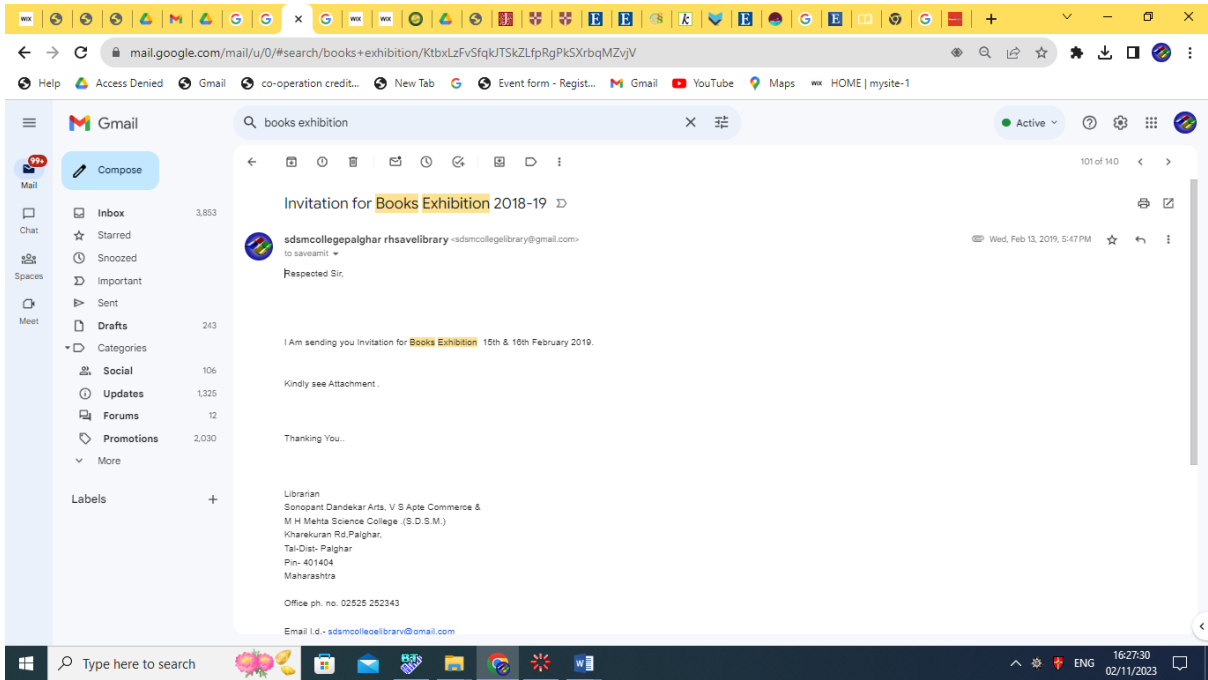 mail.google.com/mail/u/0/#search/books+exhibition/KtbxLzFvSfqkJTSkZLfpRgPkSXrbqMZvjV
Help Access Denied Gmail co-operation credit... New Tab Event form - Regist... Gmail YouTube Maps WIX HOME | mysite-1
Gmail
books exhibition
Active
99+
Mail
Compose
101 of 140
Chat
Spaces
Meet
Inbox 3,853
Starred
Snoozed
Important
Sent
Drafts 243
Categories
Social 106
Updates 1,325
Forums 12
Promotions 2,030
More
Labels
Invitation for Books Exhibition 2018-19
sdsmcollegepalghar rhsavelibrary <sdsmcollegelibrary@gmail.com>
Wed, Feb 13, 2019, 5:47 PM
to saveamit
Respected Sir,
I Am sending you Invitation for Books Exhibition 15th & 16th February 2019.
Kindly see Attachment .
Thanking You..
Librarian
Sonopant Dandekar Arts, V S Apte Commerce &
M H Mehta Science College .(S.D.S.M.)
Kharekuran Rd,Palghar,
Tal-Dist- Palghar
Pin- 401404
Maharashtra
Office ph. no. 02525 252343
Email I.d.- sdsmcollegelibrary@gmail.com
Type here to search
ENG
16:27:30
02/11/2023